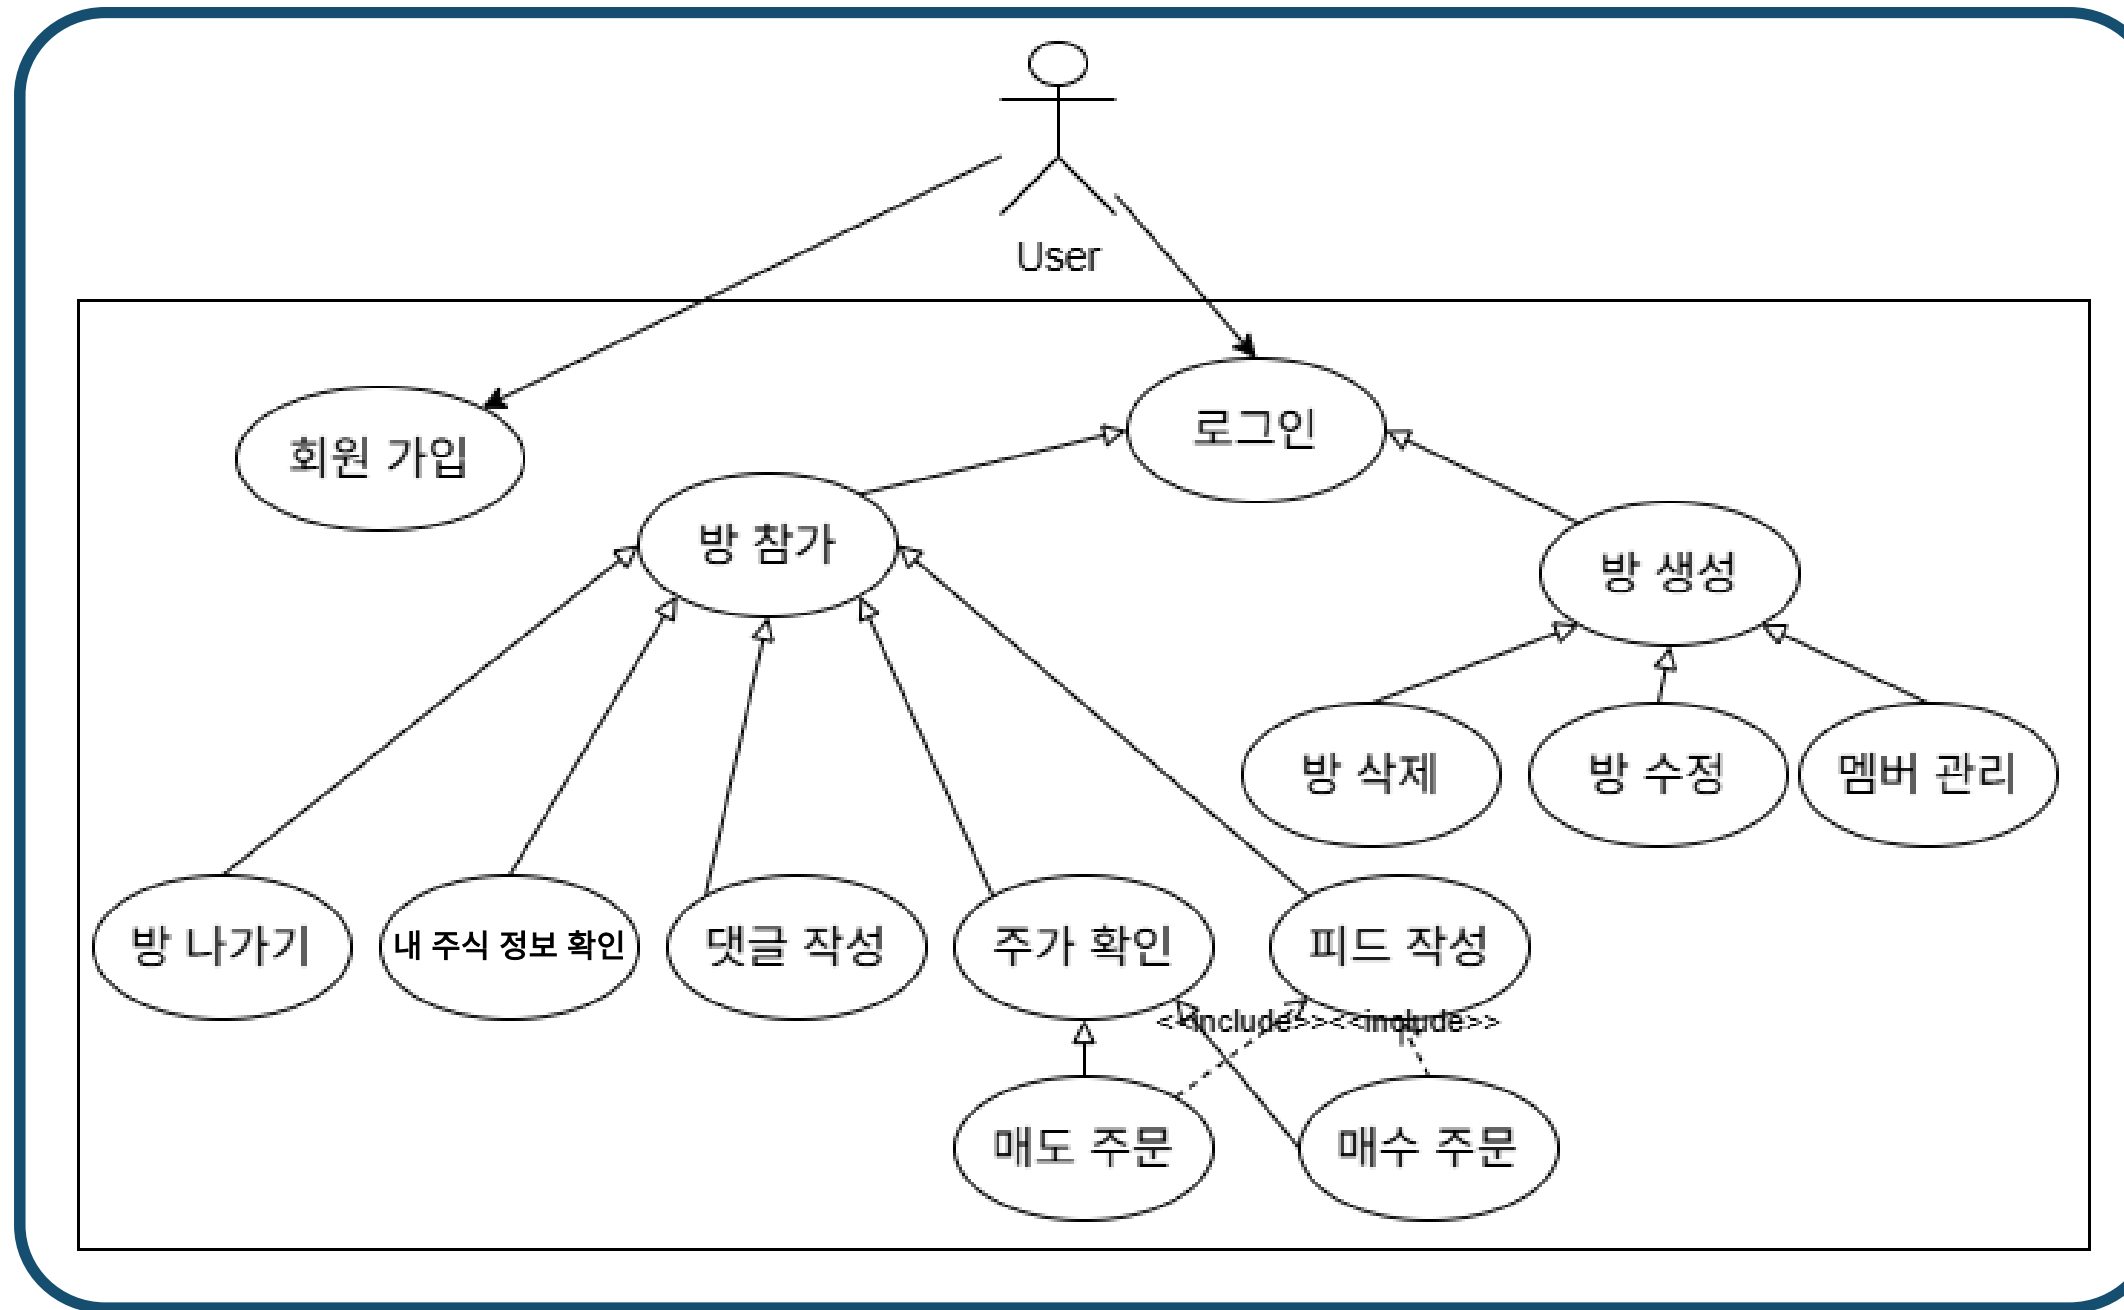 User
회원 가입
로그인
방 참가
방 생성
방 삭제
방 수정
멤버 관리
방 나가기
내 주식 정보 확인
댓글 작성
주가 확인
피드 작성
<<include>>
<<include>>
매도 주문
매수 주문